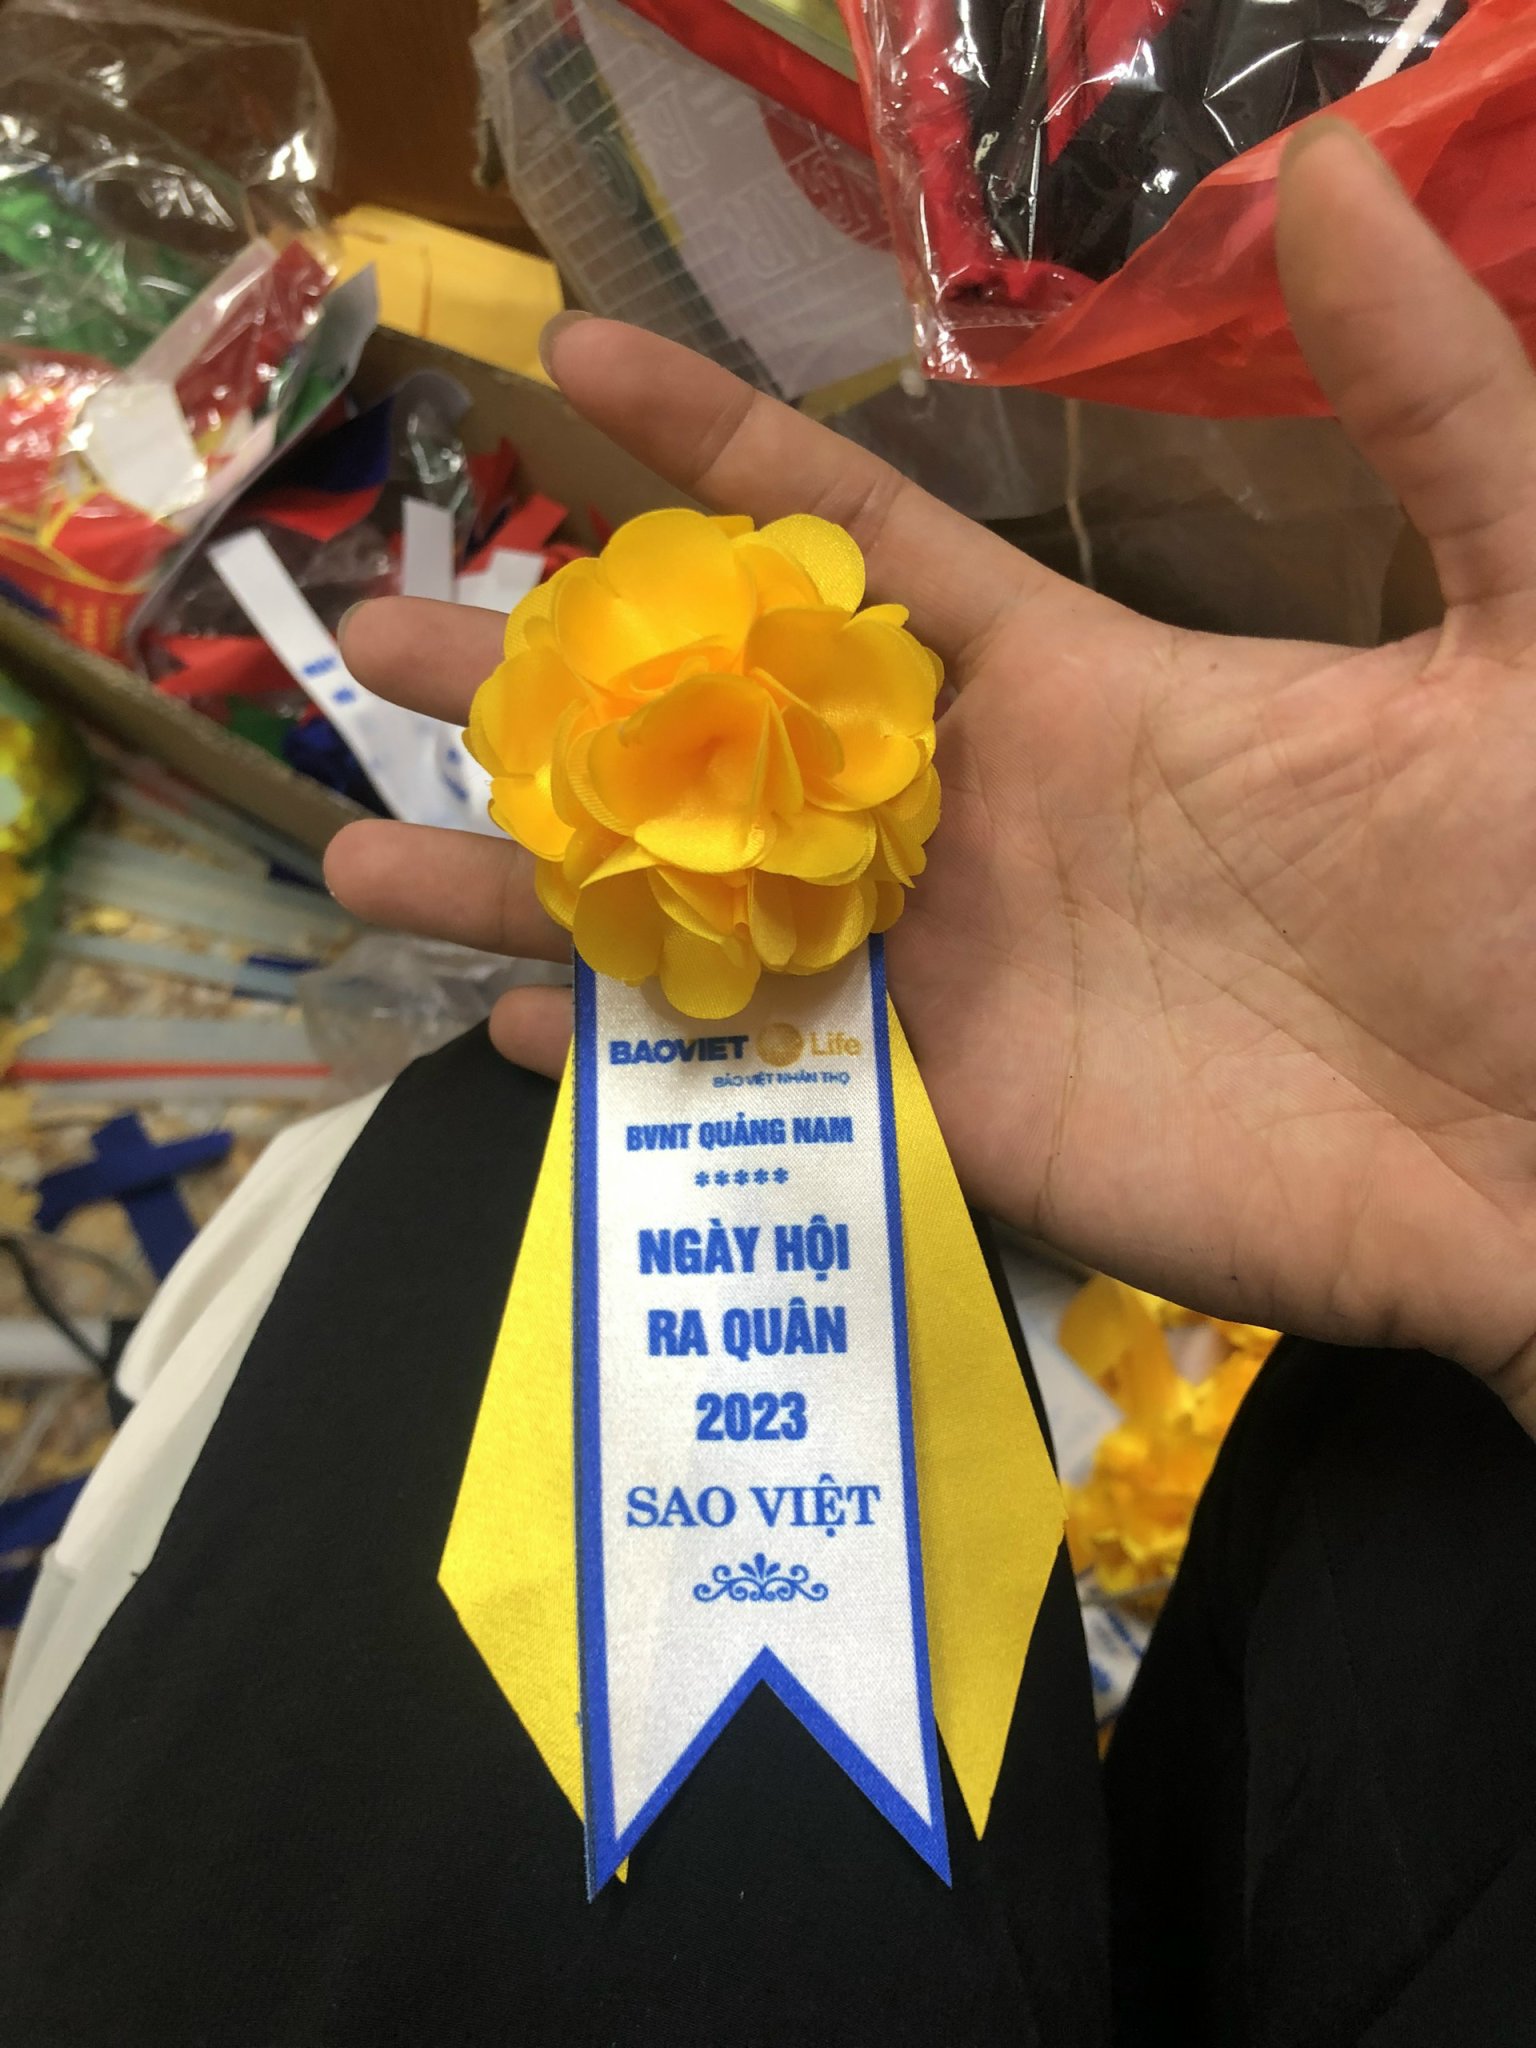 BAOVIET Life
BẢO VIỆT NHÂN THỌ
BVNT QUẢNG NAM
*****
NGÀY HỘI
RA QUÂN
2023
SAO VIỆT